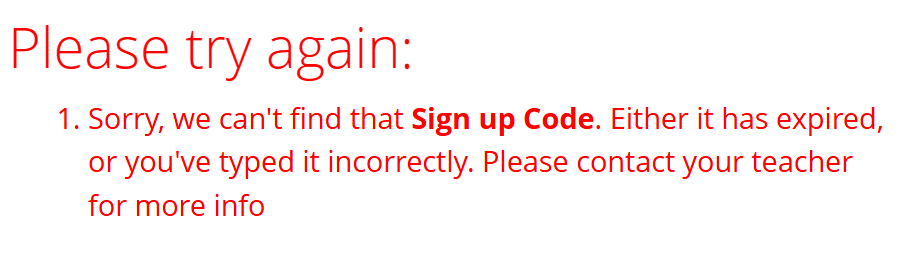 Please try again:
1. Sorry, we can't find that Sign up Code. Either it has expired,
or you've typed it incorrectly. Please contact your teacher
for more info